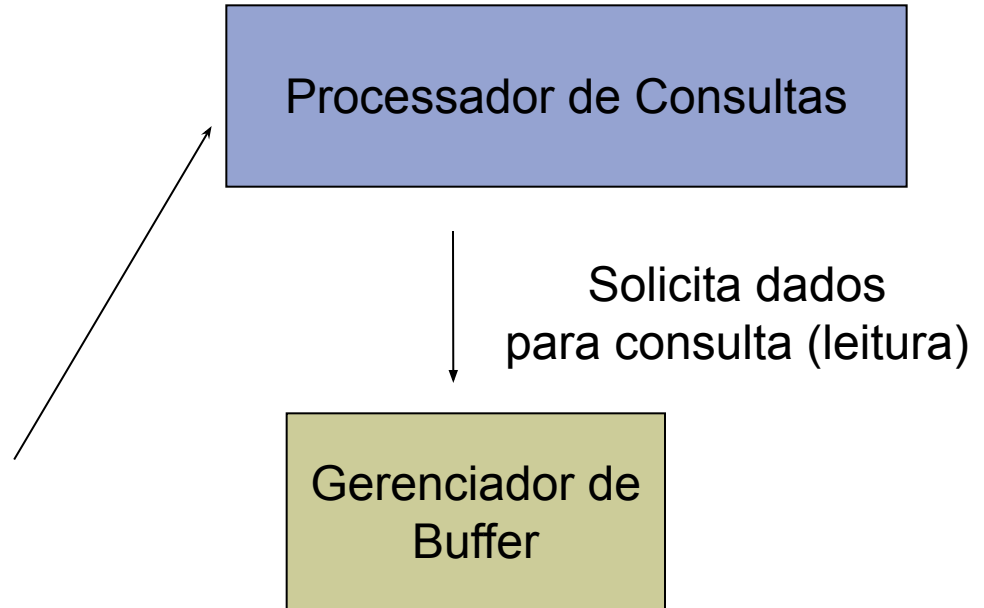 Processador de Consultas
Solicita dados
para consulta (leitura)
Gerenciador de
Buffer